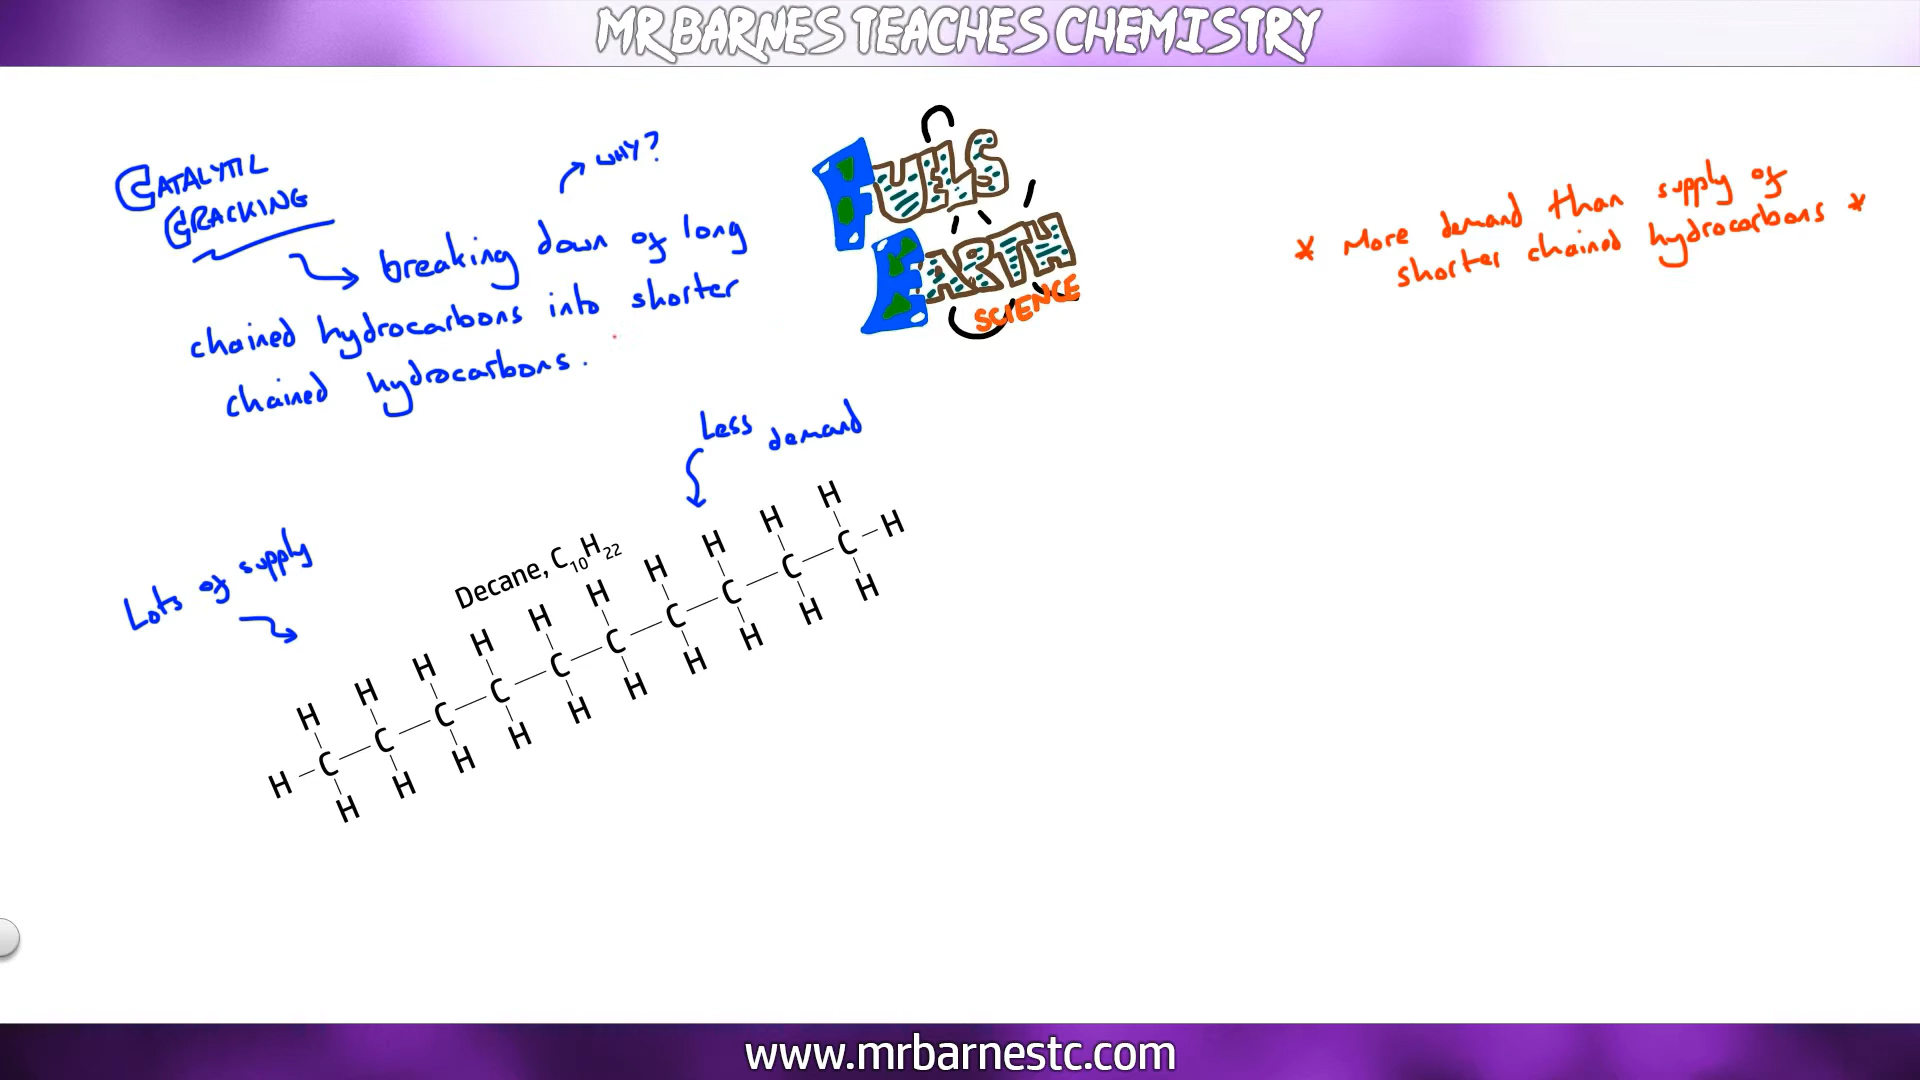 MR BARNES TEACHES CHEMISTRY
CATALYTIC
CRACKING
WHY?
breaking down of long
chained hydrocarbons into shorter
chained hydrocarbons.
FUELS
EARTH
SCIENCE
* More demand than supply of
shorter chained hydrocarbons *
Less demand
Lots of supply
Decane, C₁₀H₂₂
H H H H H H H H H H
H C C C C C C C C C C H
H H H H H H H H H H
www.mrbarnestc.com